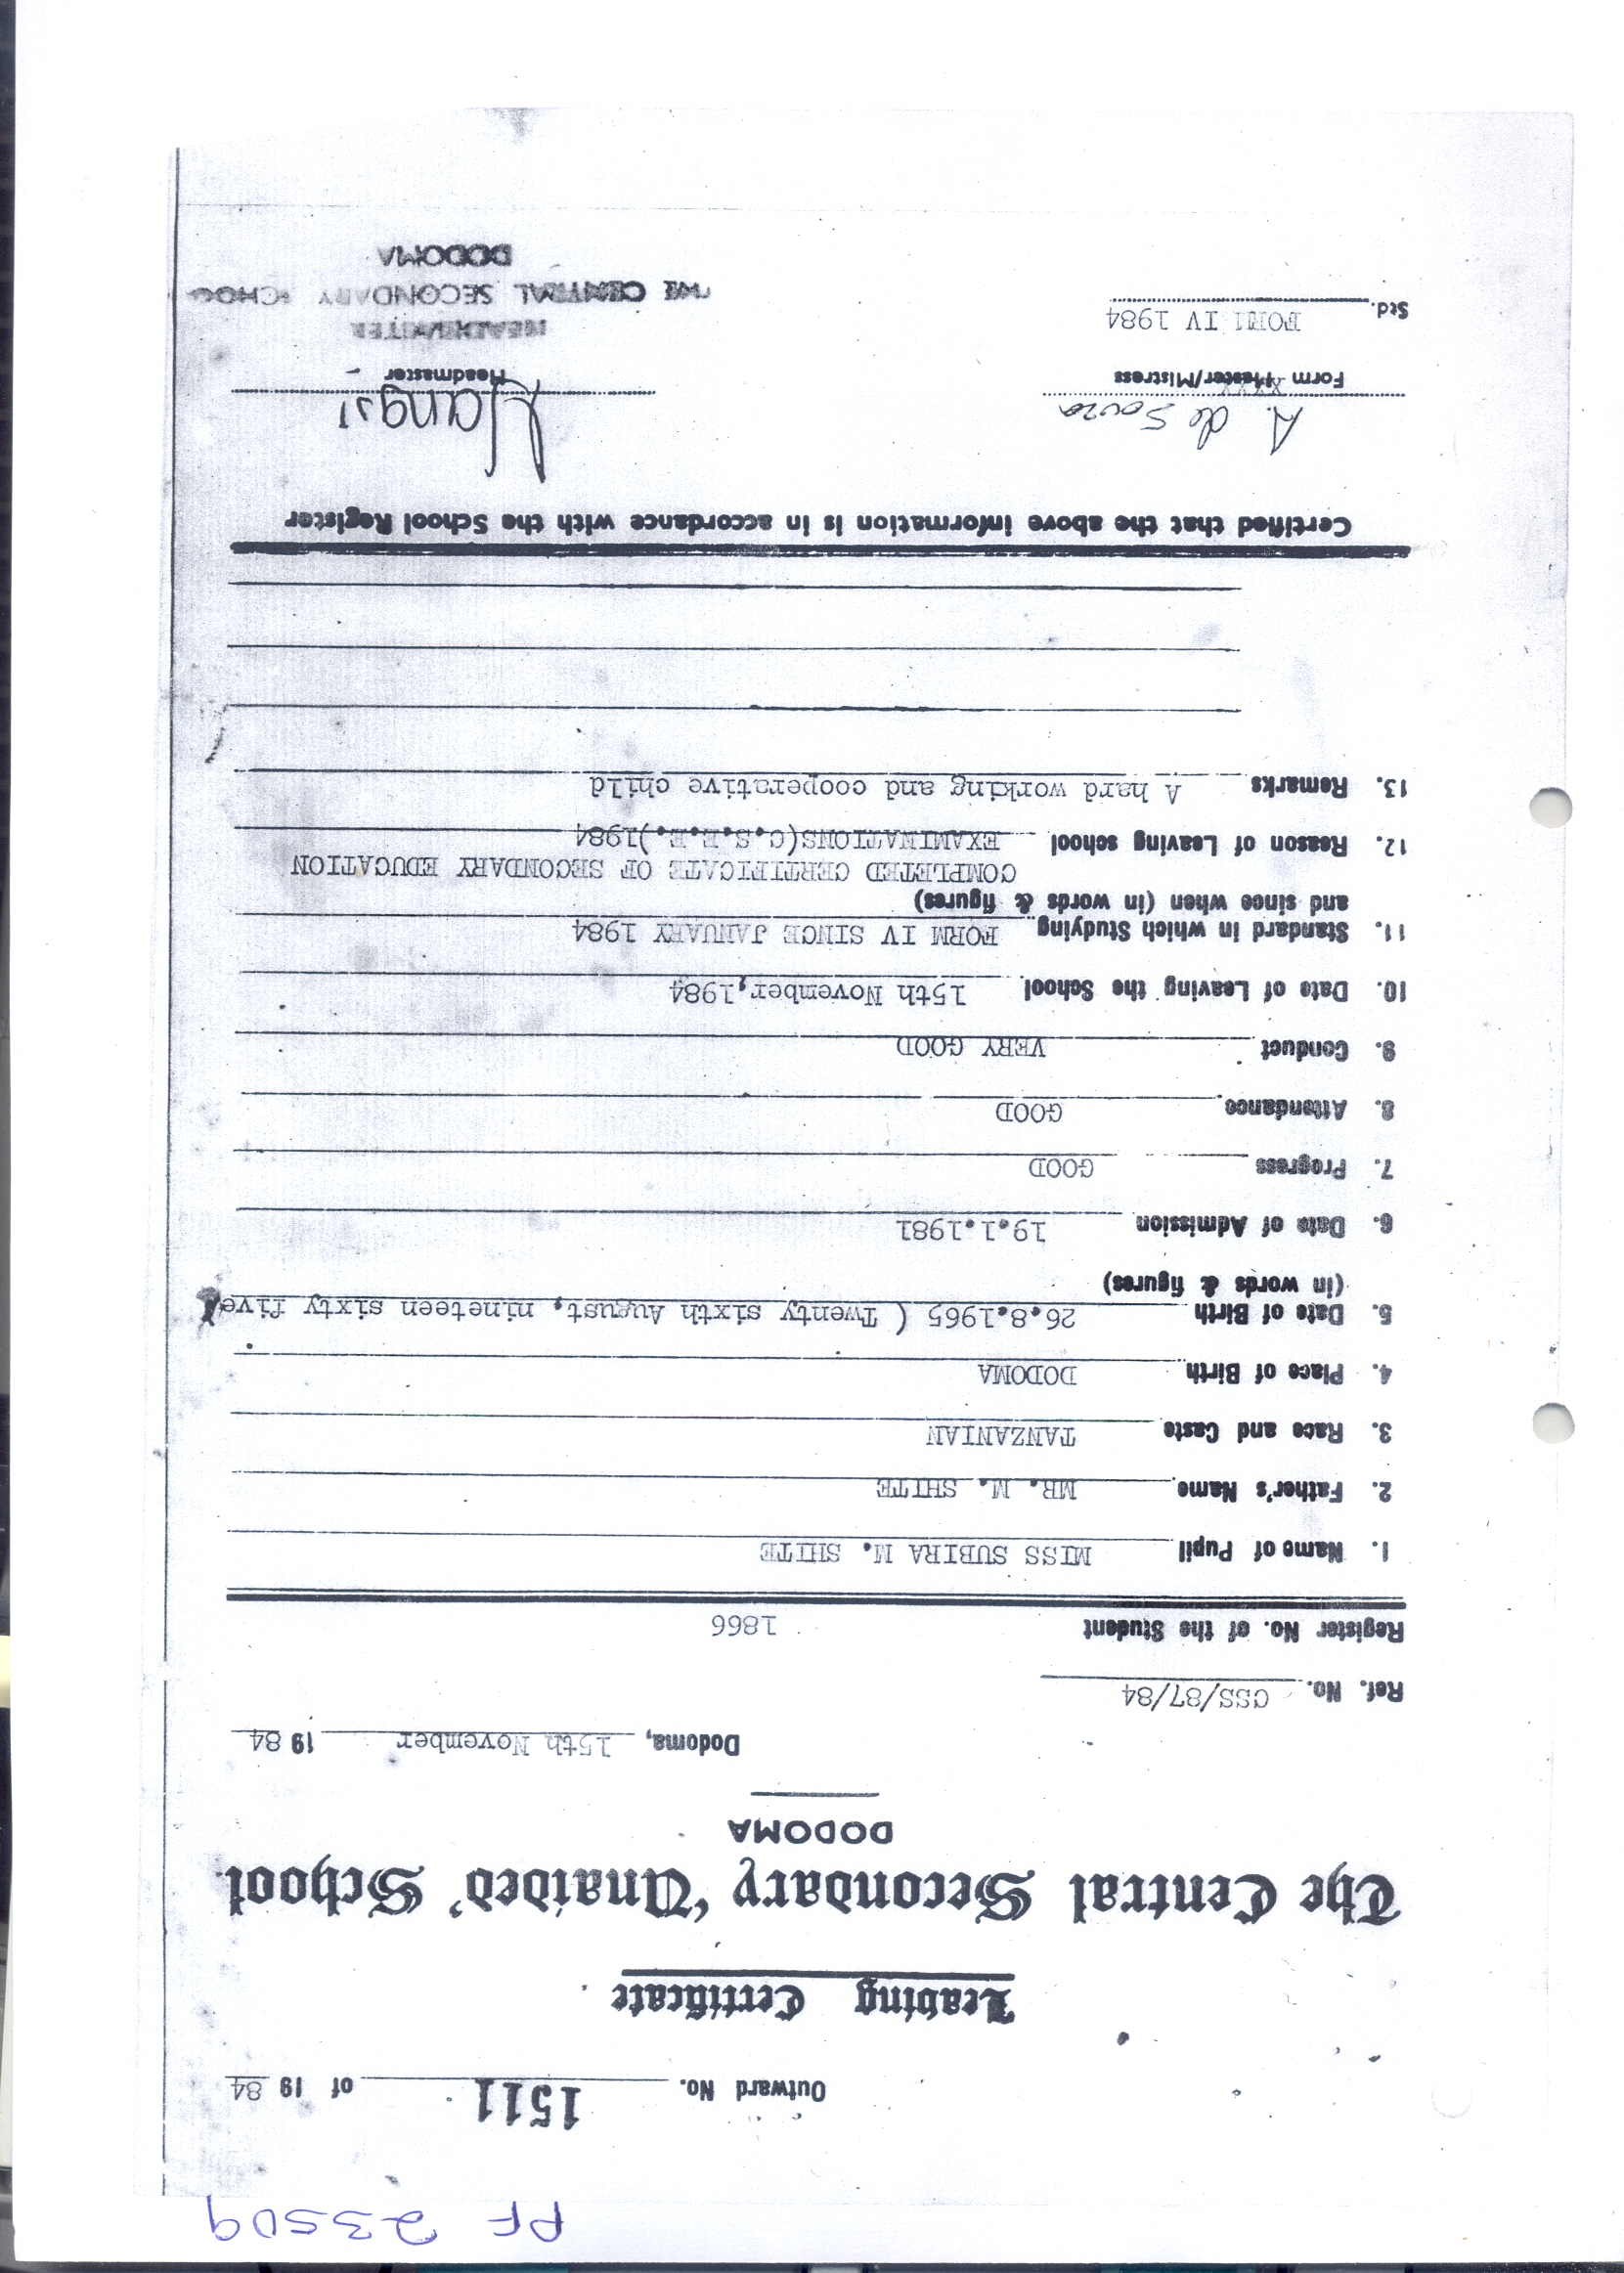 PF 23509
Outward No. 1511 of 19 84
Leaving Certificate.
The Central Secondary 'Unaided' School.
DODOMA
Dodoma, 15th November 19 84
Ref. No. CSS/87/84
Register No. of the Student 1866
1. Name of Pupil MISS SUBIRA M. SHITE
2. Father's Name MR. M. SHITE
3. Race and Caste TANZANIAN
4. Place of Birth DODOMA
5. Date of Birth 26.8.1965 ( Twenty sixth August, nineteen sixty five)
(in words & figures)
6. Date of Admission 19.1.1981
7. Progress GOOD
8. Attendance GOOD
9. Conduct VERY GOOD
10. Date of Leaving the School 15th November,1984
11. Standard in which Studying FORM IV SINCE JANUARY 1984
and since when (in words & figures)
COMPLETED CERTIFICATE OF SECONDARY EDUCATION
12. Reason of Leaving school EXAMINATIONS(C.S.E.E.)1984
13. Remarks A hard working and cooperative child
Certified that the above information is in accordance with the School Register
A. de Souza
Form Master/Mistress Headmaster
Std. FORM IV 1984
HEADMASTER
THE CENTRAL SECONDARY SCHOO
DODOMA